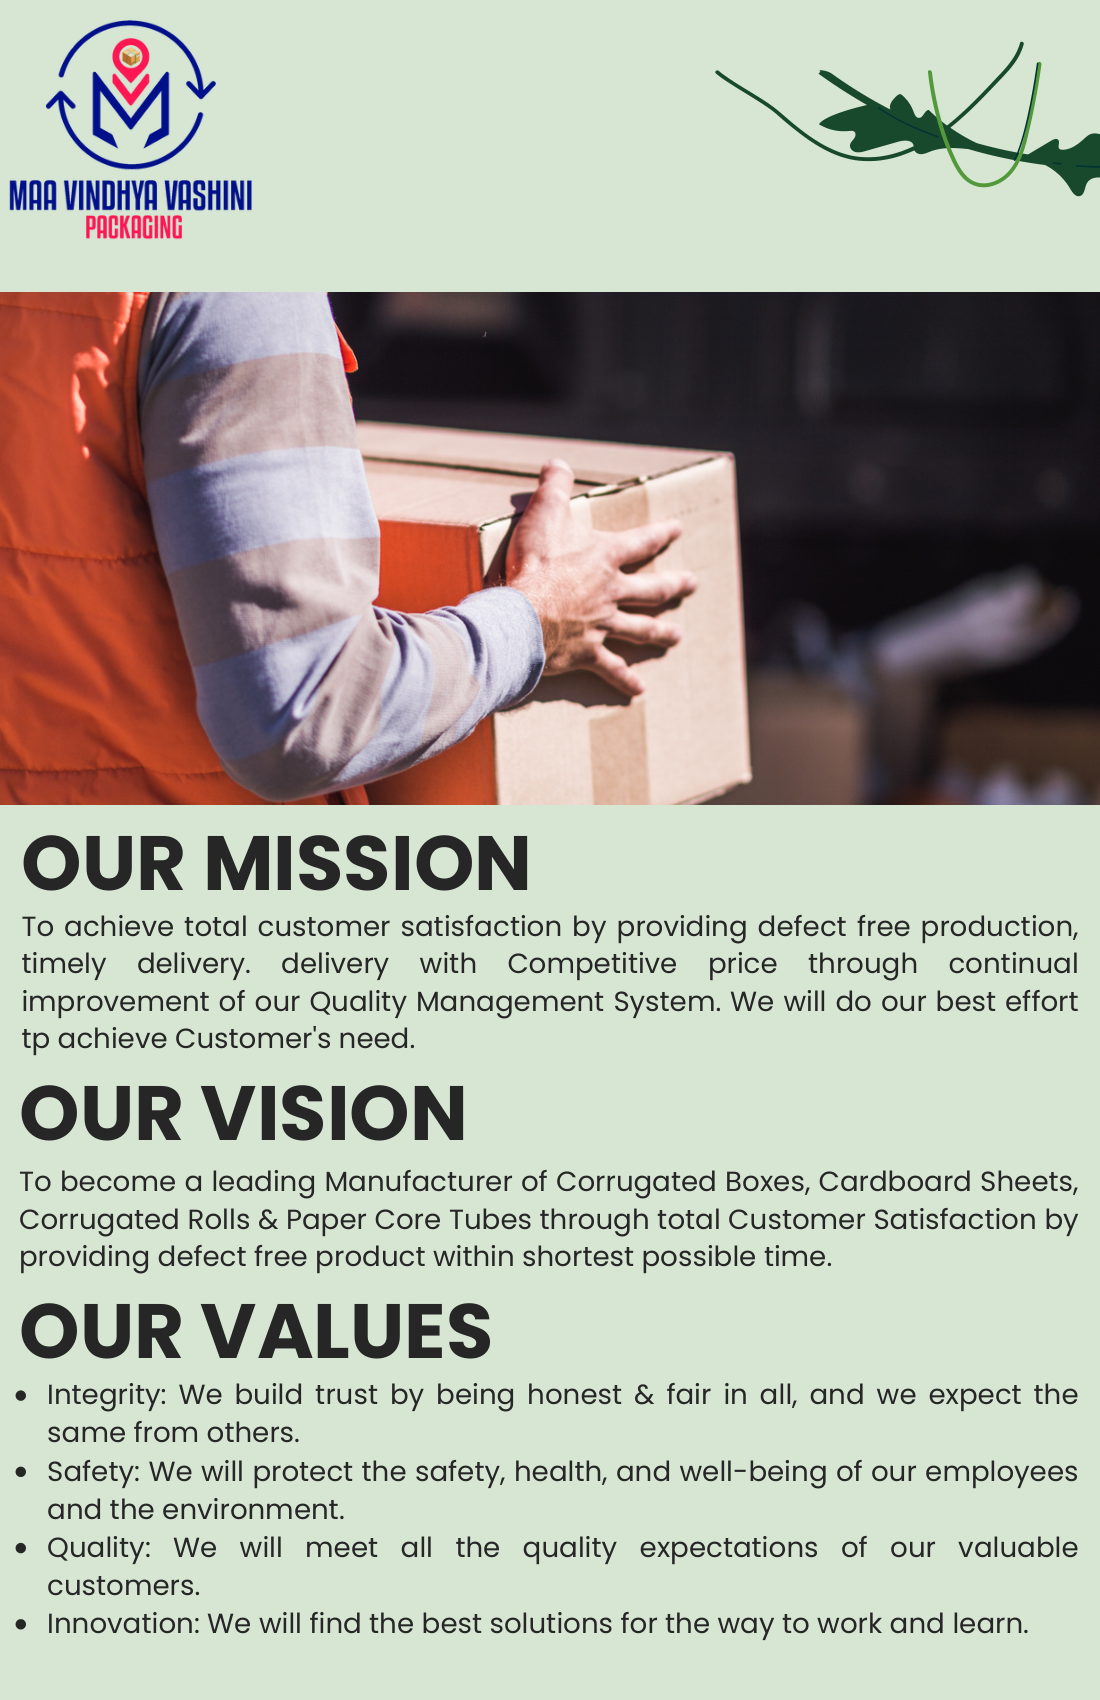 MAA VINDHYA VASHINI
PACKAGING
OUR MISSION
To achieve total customer satisfaction by providing defect free production,
timely delivery. delivery with Competitive price through continual
improvement of our Quality Management System. We will do our best effort
tp achieve Customer's need.
OUR VISION
To become a leading Manufacturer of Corrugated Boxes, Cardboard Sheets,
Corrugated Rolls & Paper Core Tubes through total Customer Satisfaction by
providing defect free product within shortest possible time.
OUR VALUES
• Integrity: We build trust by being honest & fair in all, and we expect the
same from others.
• Safety: We will protect the safety, health, and well-being of our employees
and the environment.
• Quality: We will meet all the quality expectations of our valuable
customers.
• Innovation: We will find the best solutions for the way to work and learn.